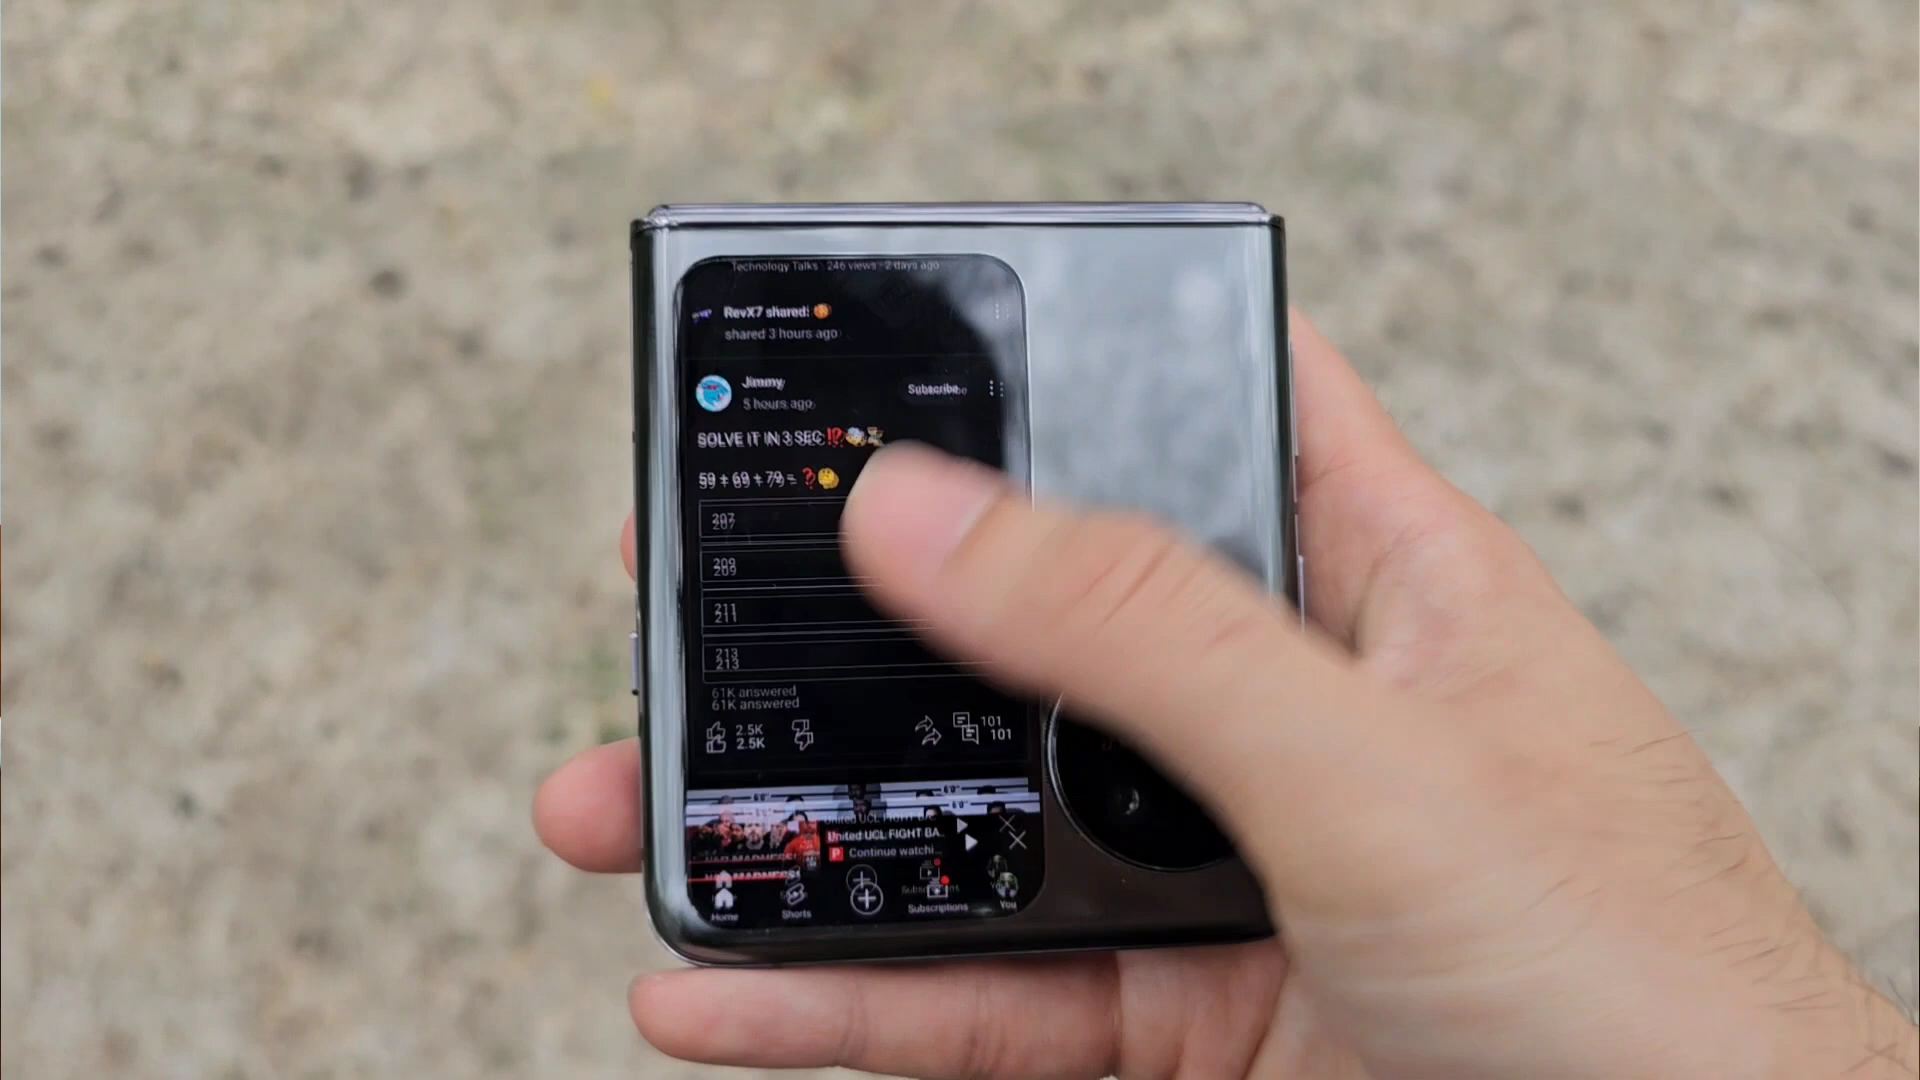 Technology Talks · 246 views · 2 days ago
RevX7 shared:
shared 3 hours ago
Jimmy
5 hours ago
Subscribe
SOLVE IT IN 3 SEC⁉️
59 + 69 + 79 = ❓🤔
207
209
211
213
61K answered
2.5K
101
United UCL FIGHT BA...
Continue watchi...
Home
Shorts
Subscriptions
You